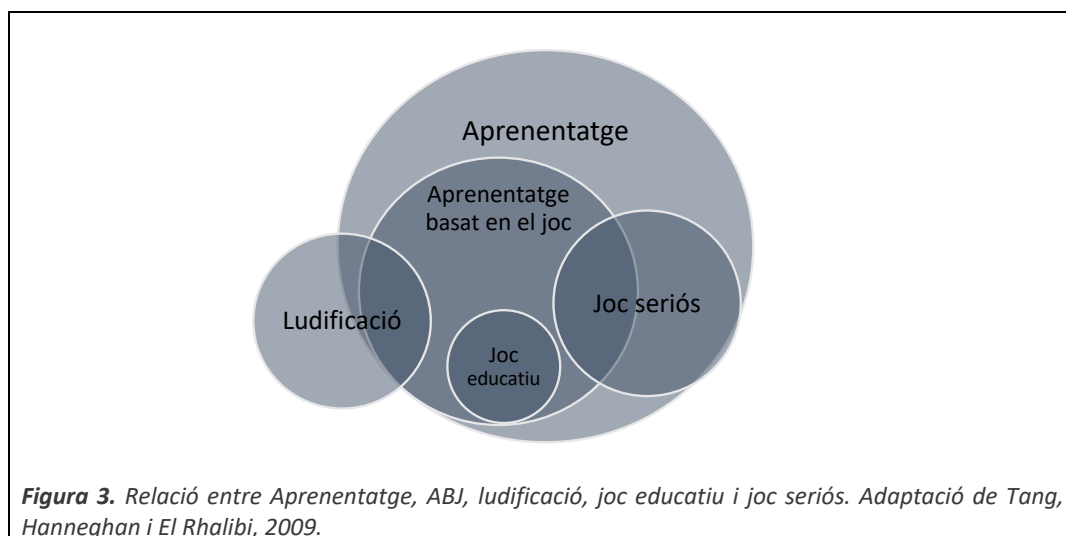 Aprenentatge
Aprenentatge
basat en el joc
Ludificació
Joc seriós
Joc
educatiu
Figura 3. Relació entre Aprenentatge, ABJ, ludificació, joc educatiu i joc seriós. Adaptació de Tang,
Hanneghan i El Rhalibi, 2009.